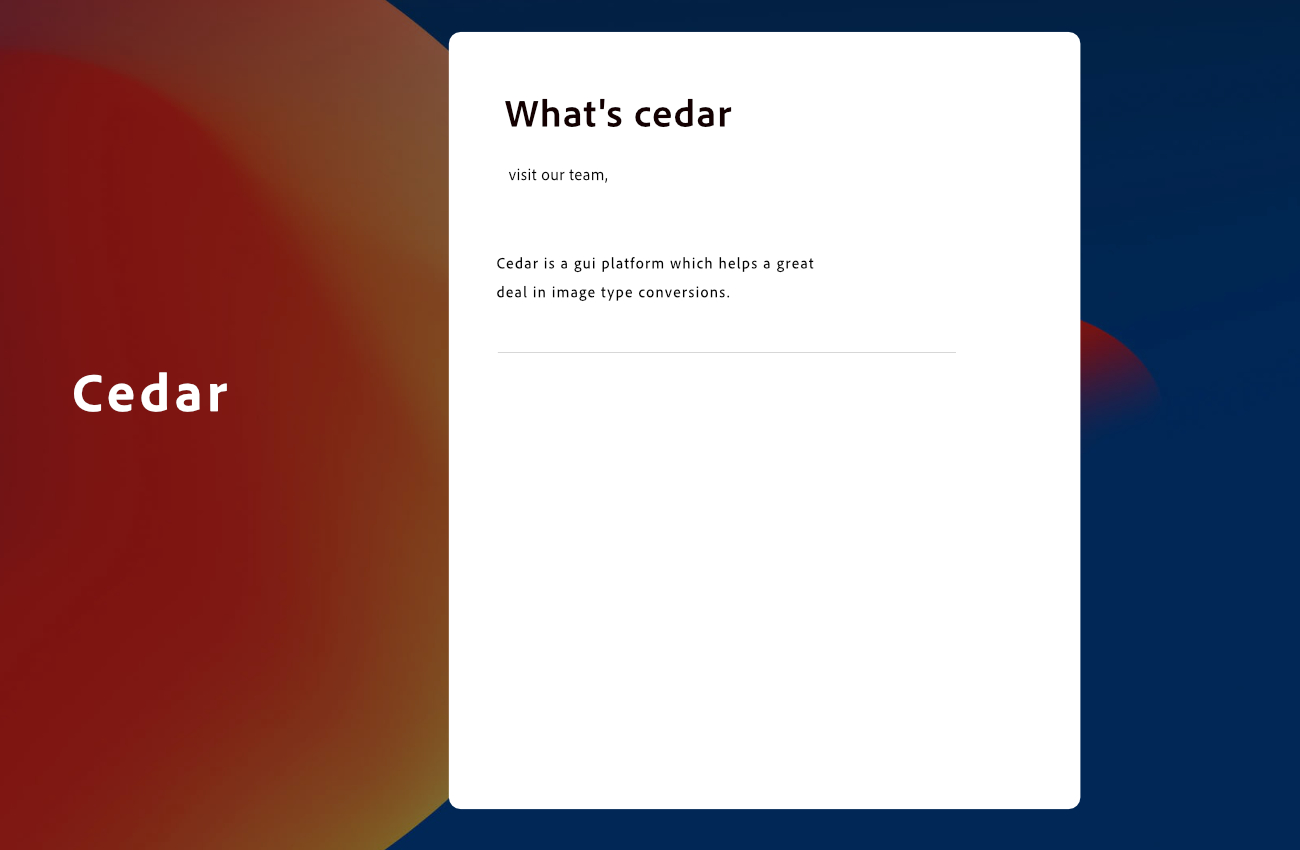 Cedar
What's cedar
visit our team,
Cedar is a gui platform which helps a great
deal in image type conversions.